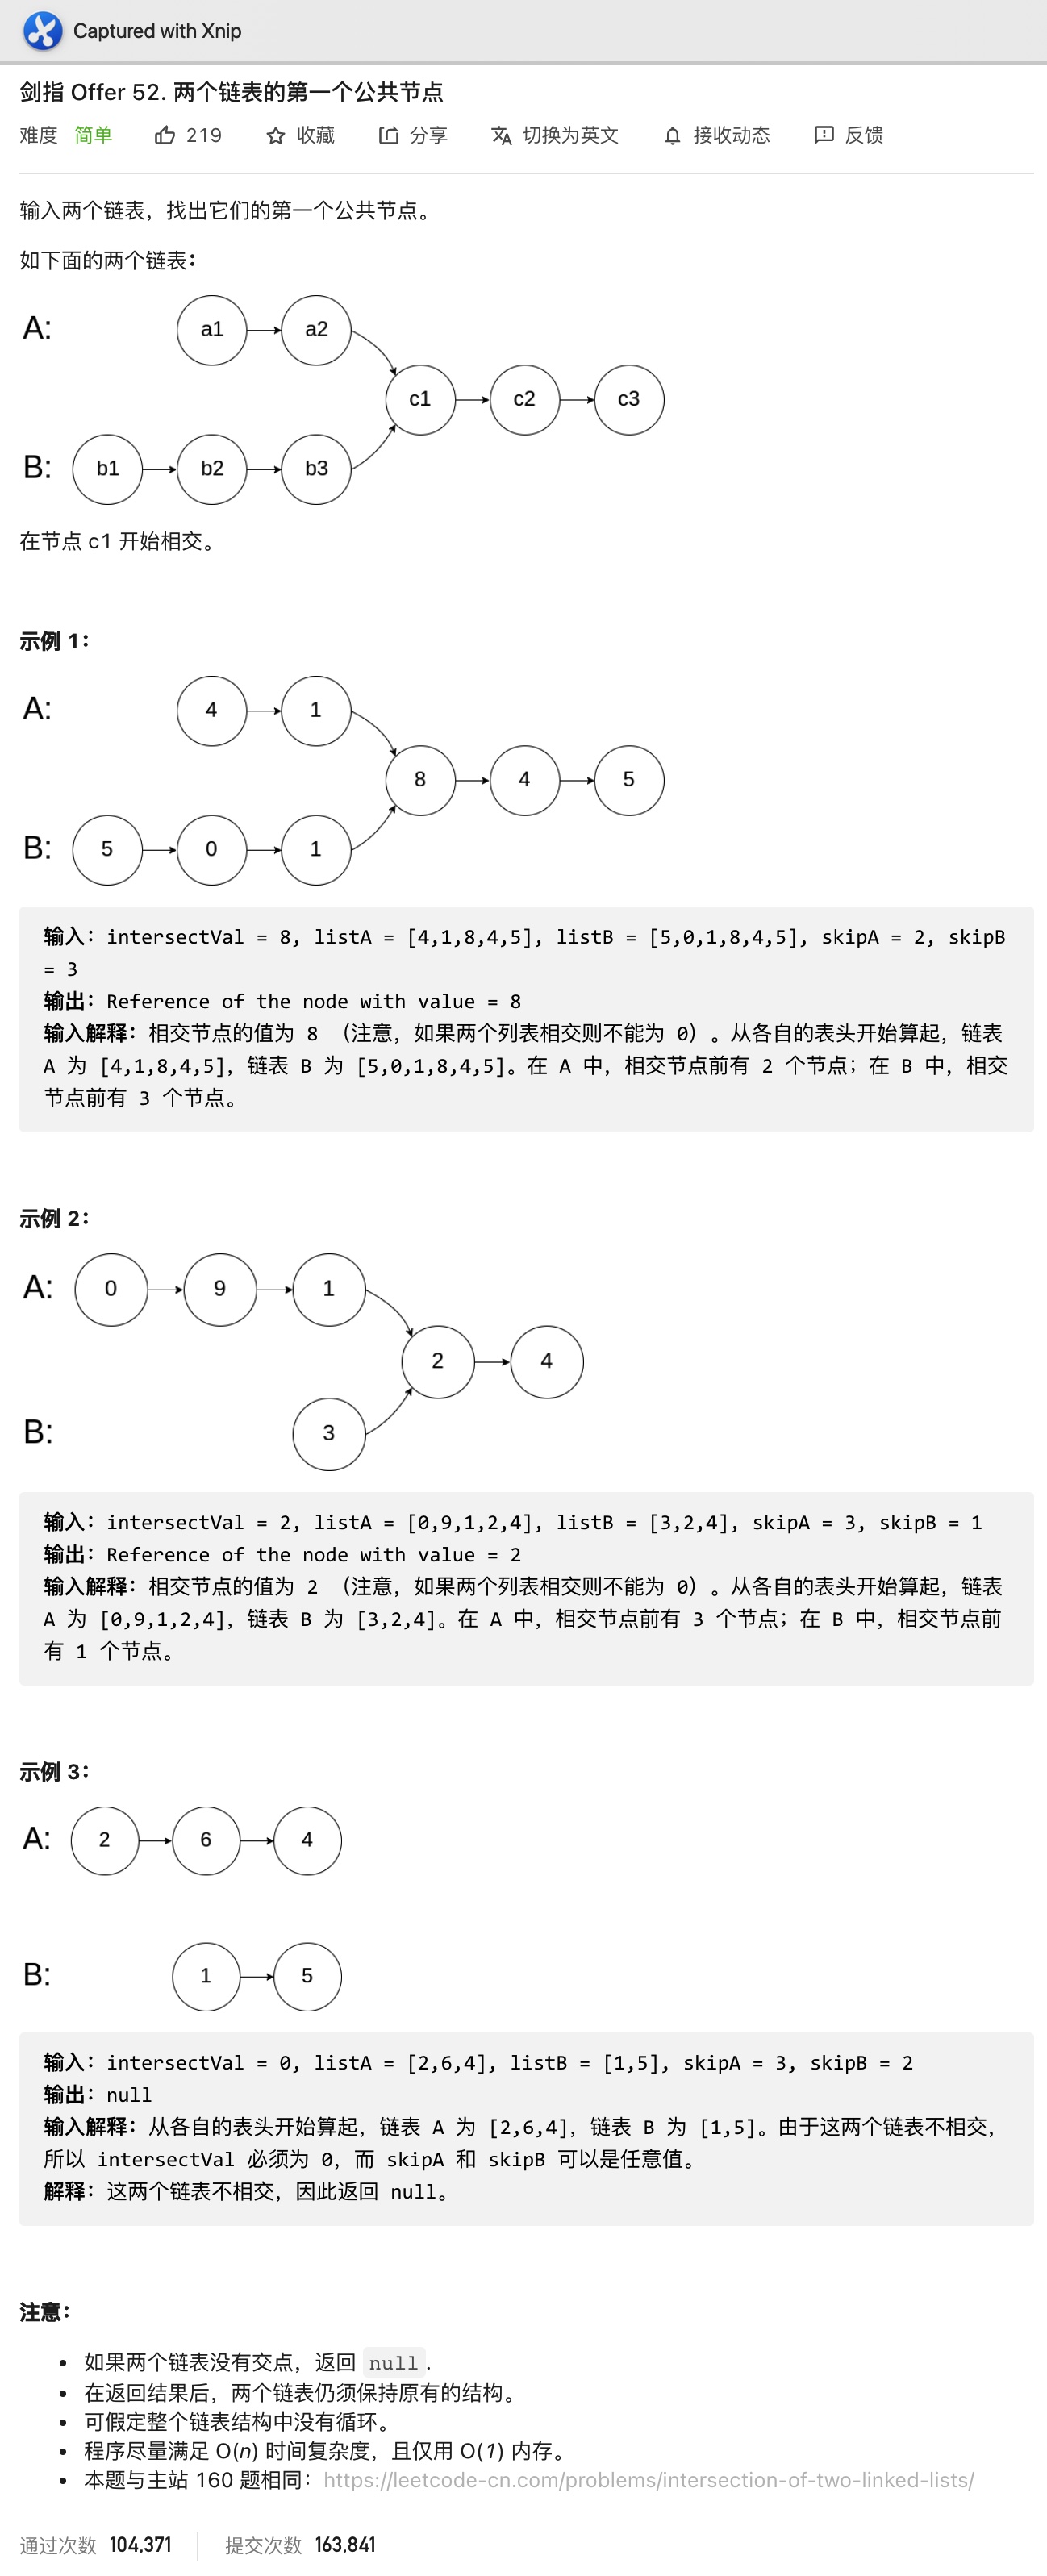 Captured with Xnip
剑指 Offer 52. 两个链表的第一个公共节点
难度 简单 219 收藏 分享 切换为英文 接收动态 反馈
输入两个链表，找出它们的第一个公共节点。
如下面的两个链表：
A: a1 a2
c1 c2 c3
B: b1 b2 b3
在节点 c1 开始相交。
示例 1：
A: 4 1
8 4 5
B: 5 0 1
输入：intersectVal = 8, listA = [4,1,8,4,5], listB = [5,0,1,8,4,5], skipA = 2, skipB
= 3
输出：Reference of the node with value = 8
输入解释：相交节点的值为 8 （注意，如果两个列表相交则不能为 0）。从各自的表头开始算起，链表
A 为 [4,1,8,4,5]，链表 B 为 [5,0,1,8,4,5]。在 A 中，相交节点前有 2 个节点；在 B 中，相交
节点前有 3 个节点。
示例 2：
A: 0 9 1
2 4
B: 3
输入：intersectVal = 2, listA = [0,9,1,2,4], listB = [3,2,4], skipA = 3, skipB = 1
输出：Reference of the node with value = 2
输入解释：相交节点的值为 2 （注意，如果两个列表相交则不能为 0）。从各自的表头开始算起，链表
A 为 [0,9,1,2,4]，链表 B 为 [3,2,4]。在 A 中，相交节点前有 3 个节点；在 B 中，相交节点前
有 1 个节点。
示例 3：
A: 2 6 4
B: 1 5
输入：intersectVal = 0, listA = [2,6,4], listB = [1,5], skipA = 3, skipB = 2
输出：null
输入解释：从各自的表头开始算起，链表 A 为 [2,6,4]，链表 B 为 [1,5]。由于这两个链表不相交，
所以 intersectVal 必须为 0，而 skipA 和 skipB 可以是任意值。
解释：这两个链表不相交，因此返回 null。
注意：
• 如果两个链表没有交点，返回 null.
• 在返回结果后，两个链表仍须保持原有的结构。
• 可假定整个链表结构中没有循环。
• 程序尽量满足 O(n) 时间复杂度，且仅用 O(1) 内存。
• 本题与主站 160 题相同：https://leetcode-cn.com/problems/intersection-of-two-linked-lists/
通过次数 104,371 提交次数 163,841